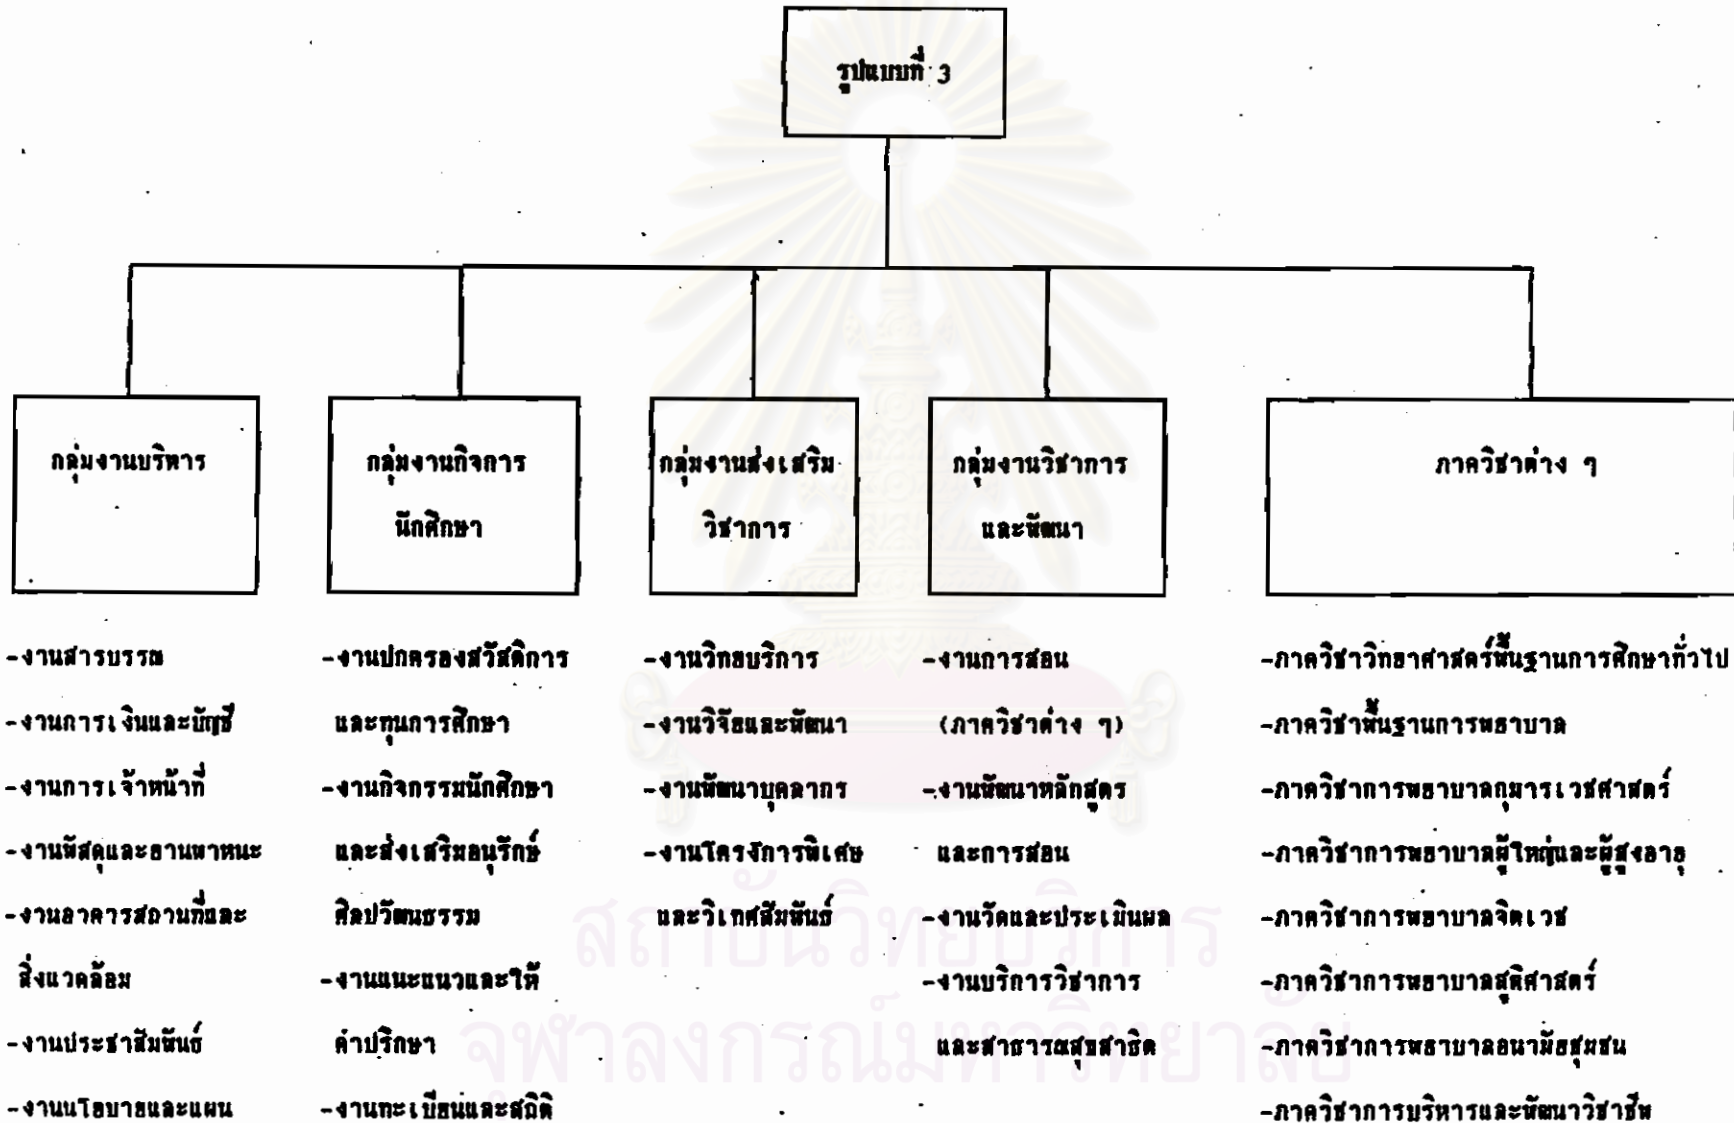 รูปแบบที่ 3
กลุ่มงานบริหาร
กลุ่มงานกิจการ
นักศึกษา
กลุ่มงานส่งเสริม
วิชาการ
กลุ่มงานวิชาการ
และพัฒนา
ภาควิชาต่าง ๆ
-งานสารบรรณ
-งานการเงินและบัญชี
-งานการเจ้าหน้าที่
-งานพัสดุและยานพาหนะ
-งานอาคารสถานที่และ
สิ่งแวดล้อม
-งานประชาสัมพันธ์
-งานนโยบายและแผน
-งานปกครองสวัสดิการ
และทุนการศึกษา
-งานกิจกรรมนักศึกษา
และส่งเสริมอนุรักษ์
ศิลปวัฒนธรรม
-งานแนะแนวและให้
คำปรึกษา
-งานทะเบียนและสถิติ
-งานวิทยบริการ
-งานวิจัยและพัฒนา
-งานพัฒนาบุคลากร
-งานโครงการพิเศษ
และวิเทศสัมพันธ์
-งานการสอน
(ภาควิชาต่าง ๆ)
-งานพัฒนาหลักสูตร
และการสอน
-งานวัดและประเมินผล
-งานบริการวิชาการ
และสาธารณสุขสาธิต
-ภาควิชาวิทยาศาสตร์พื้นฐานการศึกษาทั่วไป
-ภาควิชาพื้นฐานการพยาบาล
-ภาควิชาการพยาบาลกุมารเวชศาสตร์
-ภาควิชาการพยาบาลผู้ใหญ่และผู้สูงอายุ
-ภาควิชาการพยาบาลจิตเวช
-ภาควิชาการพยาบาลสูติศาสตร์
-ภาควิชาการพยาบาลอนามัยชุมชน
-ภาควิชาการบริหารและพัฒนาวิชาชีพ
สถาบันวิทยบริการ
จุฬาลงกรณ์มหาวิทยาลัย